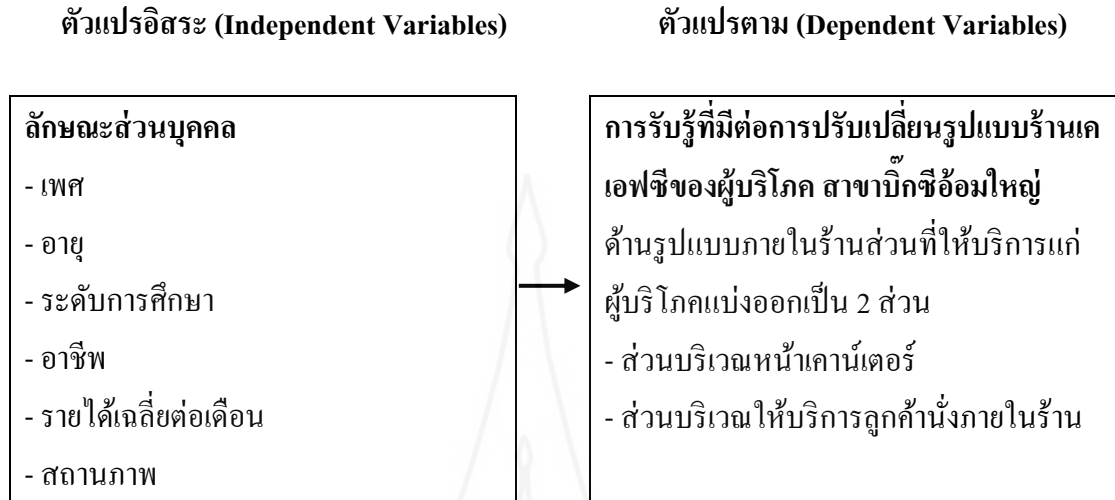 ตัวแปรอิสระ (Independent Variables)
ตัวแปรตาม (Dependent Variables)
ลักษณะส่วนบุคคล
- เพศ
- อายุ
- ระดับการศึกษา
- อาชีพ
- รายได้เฉลี่ยต่อเดือน
- สถานภาพ
การรับรู้ที่มีต่อการปรับเปลี่ยนรูปแบบร้านเค
เอฟซีของผู้บริโภค สาขาบิ๊กซีอ้อมใหญ่
ด้านรูปแบบภายในร้านส่วนที่ให้บริการแก่
ผู้บริโภคแบ่งออกเป็น 2 ส่วน
- ส่วนบริเวณหน้าเคาน์เตอร์
- ส่วนบริเวณให้บริการลูกค้านั่งภายในร้าน